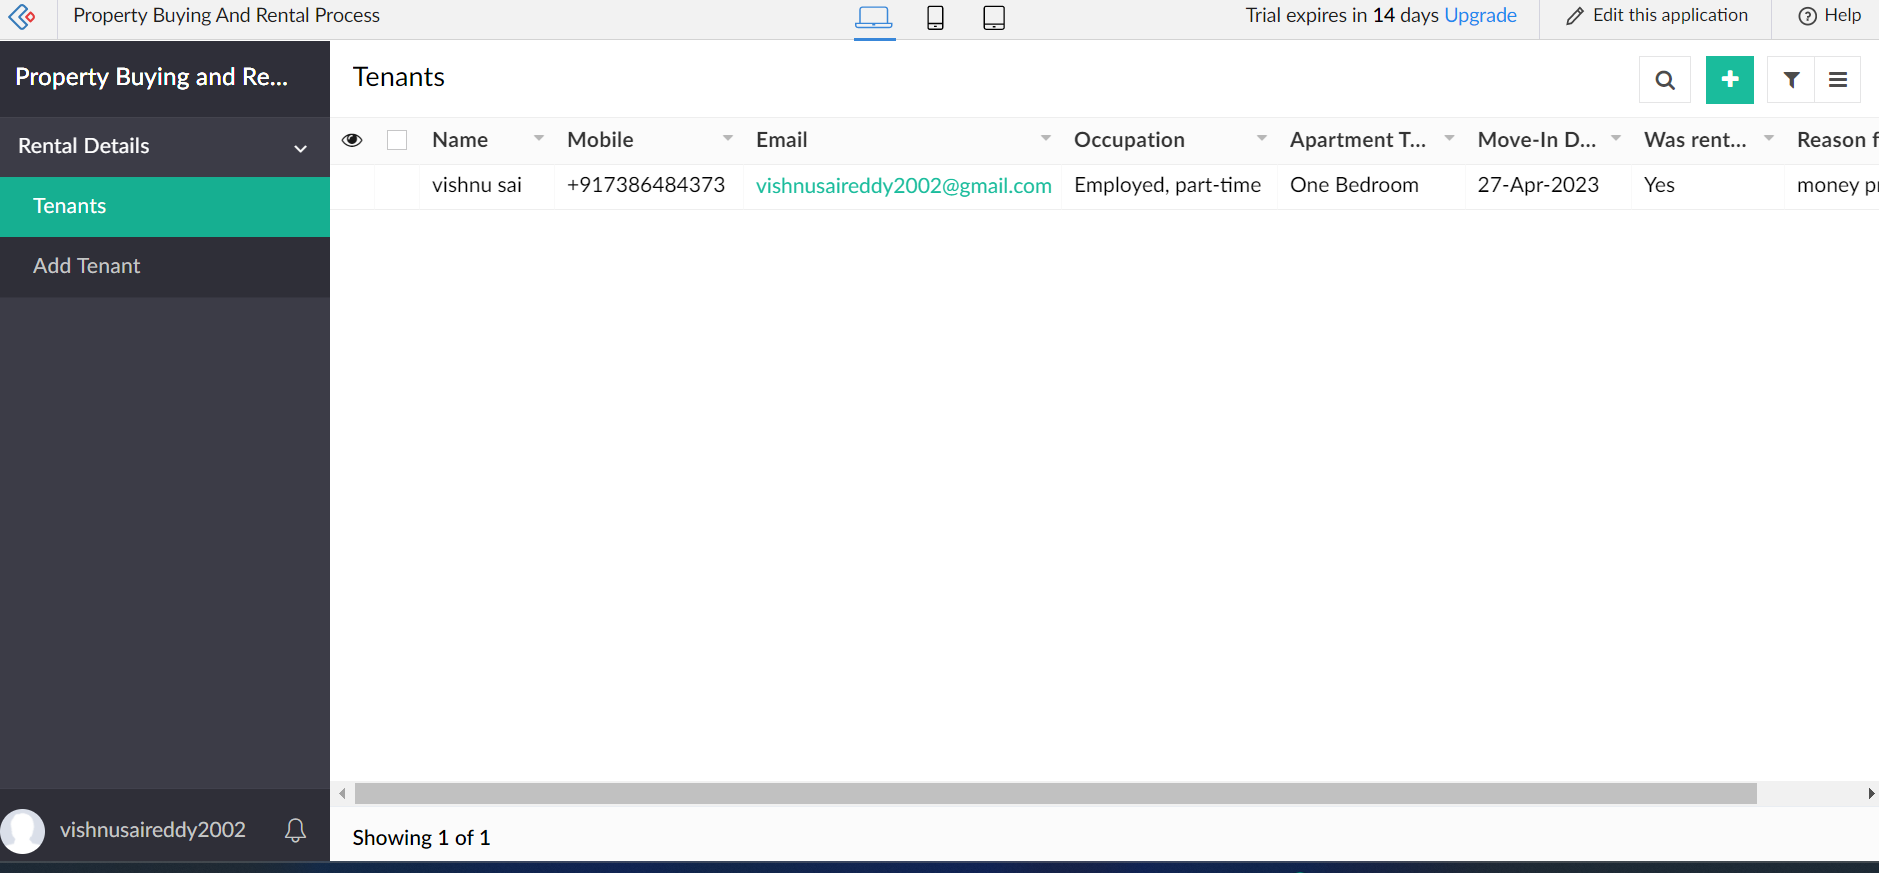 Property Buying And Rental Process
Trial expires in 14 days Upgrade
Edit this application
Help
Property Buying and Re...
Tenants
Rental Details
Tenants
Add Tenant
Name Mobile Email Occupation Apartment T... Move-In D... Was rent... Reason f
vishnu sai +917386484373 vishnusaireddy2002@gmail.com Employed, part-time One Bedroom 27-Apr-2023 Yes money pr
vishnusaireddy2002
Showing 1 of 1